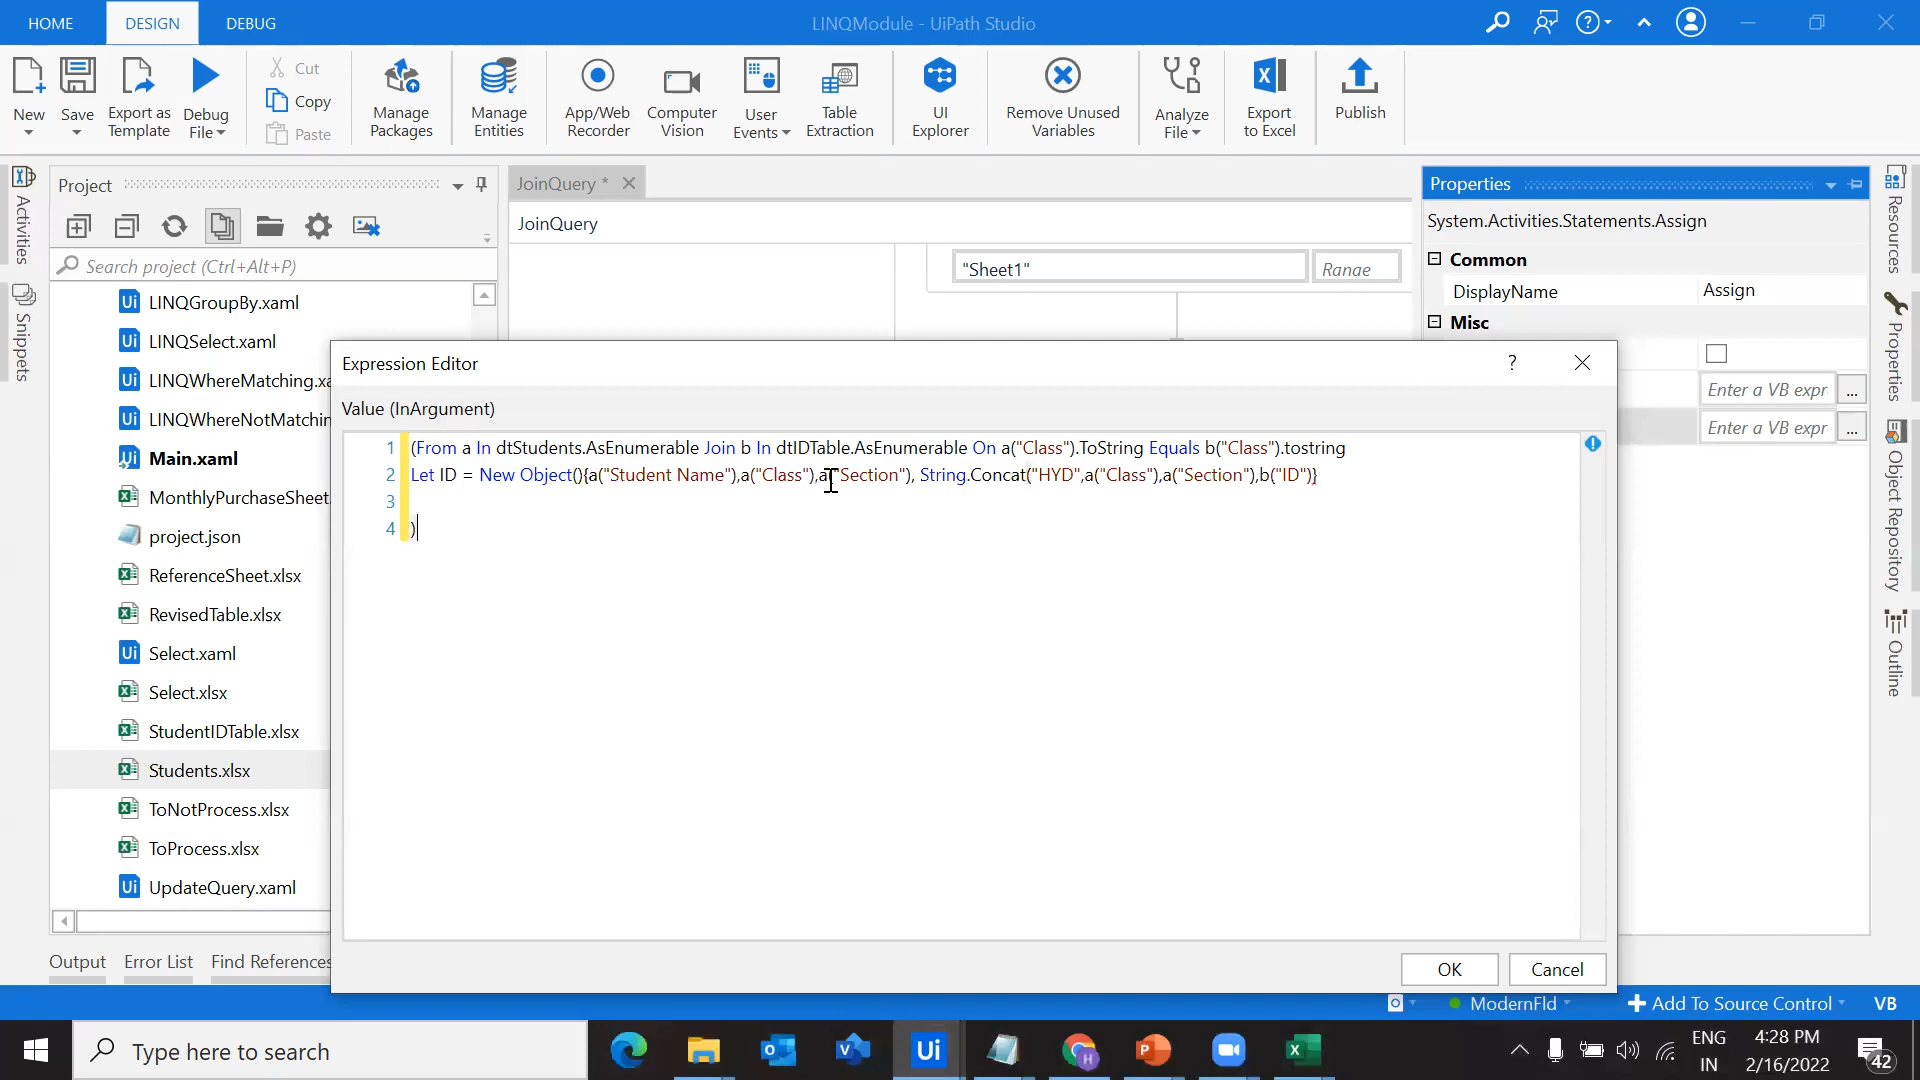 HOME DESIGN DEBUG LINQModule - UiPath Studio
New Save Export as Template Debug File Cut Copy Paste Manage Packages Manage Entities App/Web Recorder Computer Vision User Events Table Extraction UI Explorer Remove Unused Variables Analyze File Export to Excel Publish
Activities
Snippets
Project
Search project (Ctrl+Alt+P)
LINQGroupBy.xaml
LINQSelect.xaml
LINQWhereMatching.xa
LINQWhereNotMatchin
Main.xaml
MonthlyPurchaseSheet.
project.json
ReferenceSheet.xlsx
RevisedTable.xlsx
Select.xaml
Select.xlsx
StudentIDTable.xlsx
Students.xlsx
ToNotProcess.xlsx
ToProcess.xlsx
UpdateQuery.xaml
Output Error List Find References
JoinQuery *
JoinQuery
"Sheet1" Range
Expression Editor ?
Value (InArgument)
1 (From a In dtStudents.AsEnumerable Join b In dtIDTable.AsEnumerable On a("Class").ToString Equals b("Class").tostring
2 Let ID = New Object(){a("Student Name"),a("Class"),a("Section"), String.Concat("HYD",a("Class"),a("Section"),b("ID")}
3
4 )
OK Cancel
Properties
System.Activities.Statements.Assign
Common
DisplayName Assign
Misc
Enter a VB expr ...
Enter a VB expr ...
Resources
Properties
Object Repository
Outline
ModernFld Add To Source Control VB
Type here to search
Ui
ENG
IN
4:28 PM
2/16/2022
42